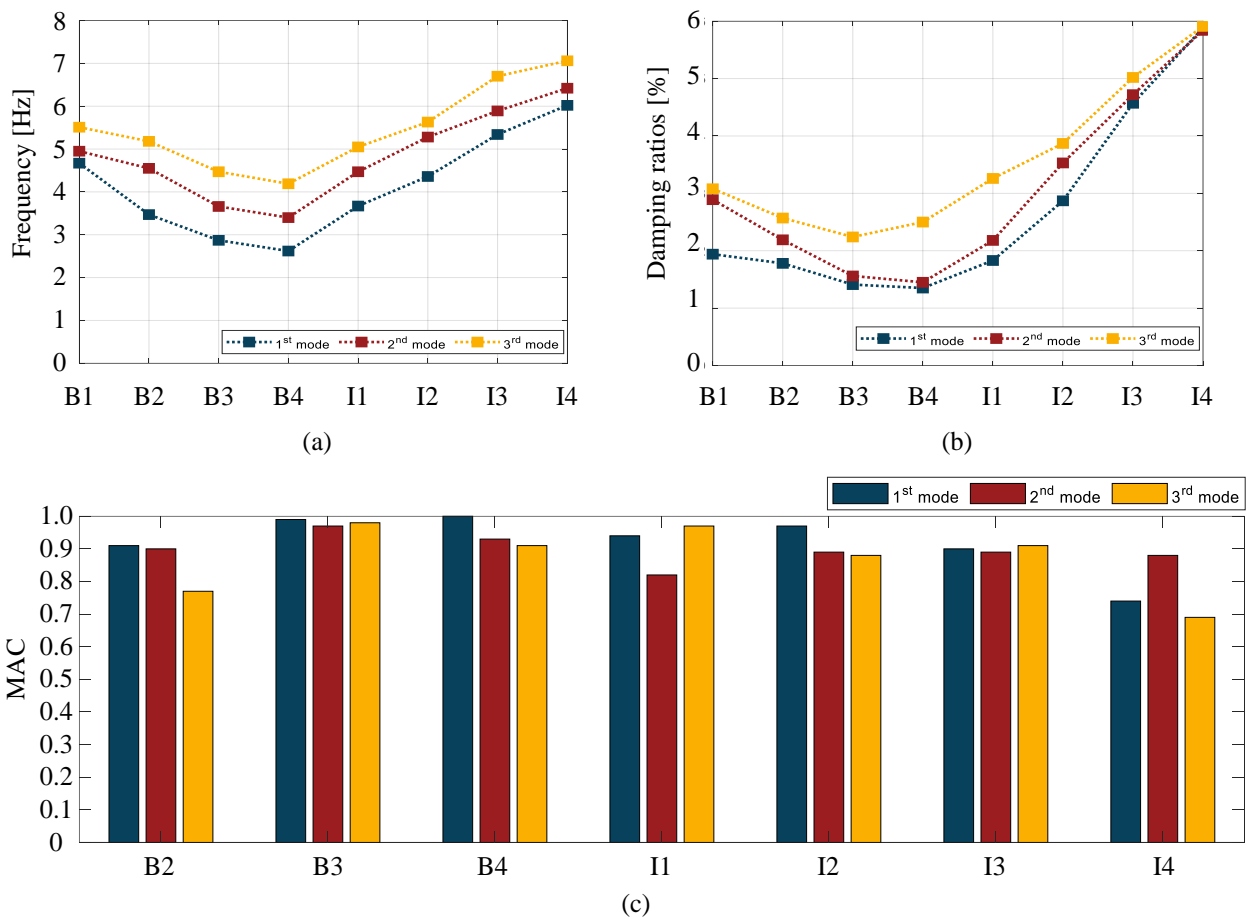 8
7
6
5
4
3
2
1
0
Frequency [Hz]
1st mode 2nd mode 3rd mode
B1 B2 B3 B4 I1 I2 I3 I4
(a)
6
5
4
3
2
1
0
Damping ratios [%]
1st mode 2nd mode 3rd mode
B1 B2 B3 B4 I1 I2 I3 I4
(b)
1st mode 2nd mode 3rd mode
1.0
0.9
0.8
0.7
0.6
0.5
0.4
0.3
0.2
0.1
0
MAC
B2 B3 B4 I1 I2 I3 I4
(c)